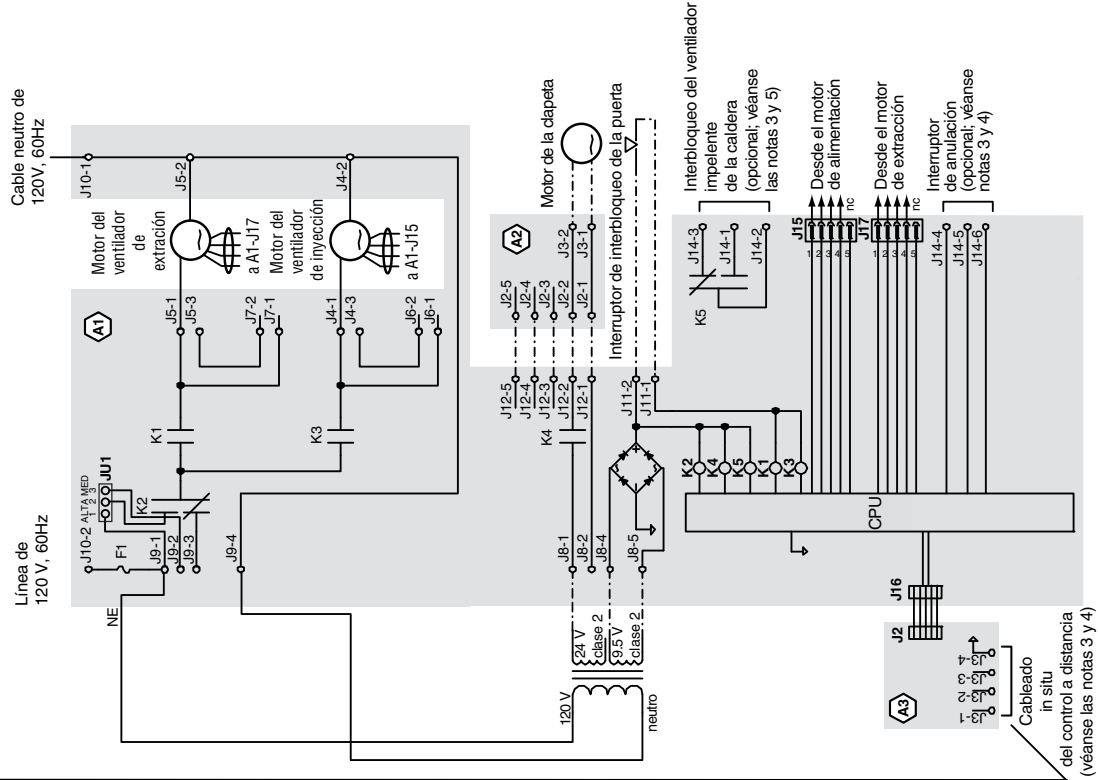 Línea de
120 V, 60Hz
Cable neutro de
120V, 60Hz
J10-2
ALTA MED
1 2 3
JU1
F1
J9-1
J9-2
J9-3
K2
NE
J9-4
K1
K3
A1
J5-1
J5-3
J7-2
J7-1
J4-1
J4-3
J6-2
J6-1
J10-1
J5-2
J4-2
Motor del
ventilador
de
extracción
a A1-J17
Motor del
ventilador
de inyección
a A1-J15
120 V
neutro
24 V
clase 2
9.5 V
clase 2
J8-1
J8-2
J8-4
J8-5
K4
J12-5
J12-4
J12-3
J12-2
J12-1
J11-2
J11-1
A2
J2-5
J2-4
J2-3
J2-2
J2-1
J3-2
J3-1
Motor de la dapeta
Interruptor de interbloqueo de la puerta
K2
K4
K5
K1
K3
CPU
K5
J14-3
J14-1
J14-2
Interbloqueo del ventilador
impelente
de la caldera
(opcional; véanse
las notas 3 y 5)
J15
1
2
3
4
5
nc
Desde el motor
de alimentación
J17
1
2
3
4
5
nc
Desde el motor
de extracción
J14-4
J14-5
J14-6
Interruptor
de anulación
(opcional; véanse
notas 3 y 4)
J16
J2
A3
J3-1
J3-2
J3-3
J3-4
Cableado
in situ
del control a distancia
(véanse las notas 3 y 4)